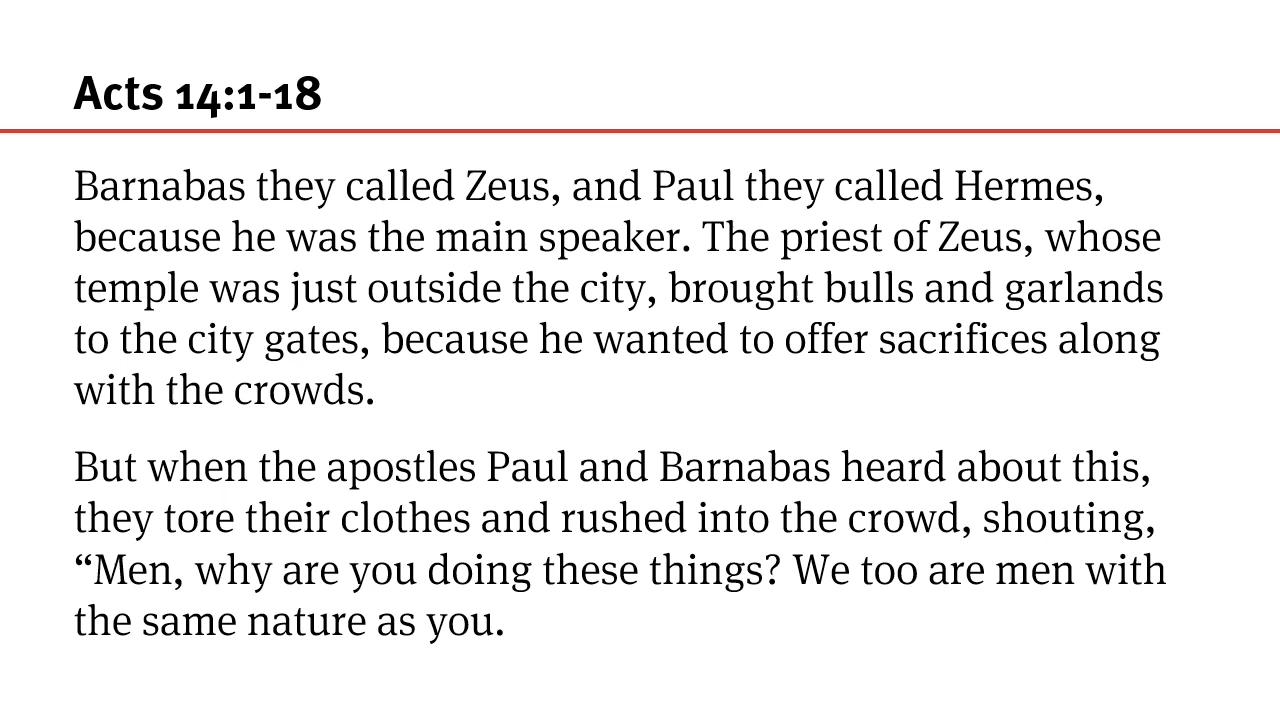 Acts 14:1-18
Barnabas they called Zeus, and Paul they called Hermes,
because he was the main speaker. The priest of Zeus, whose
temple was just outside the city, brought bulls and garlands
to the city gates, because he wanted to offer sacrifices along
with the crowds.
But when the apostles Paul and Barnabas heard about this,
they tore their clothes and rushed into the crowd, shouting,
“Men, why are you doing these things? We too are men with
the same nature as you.